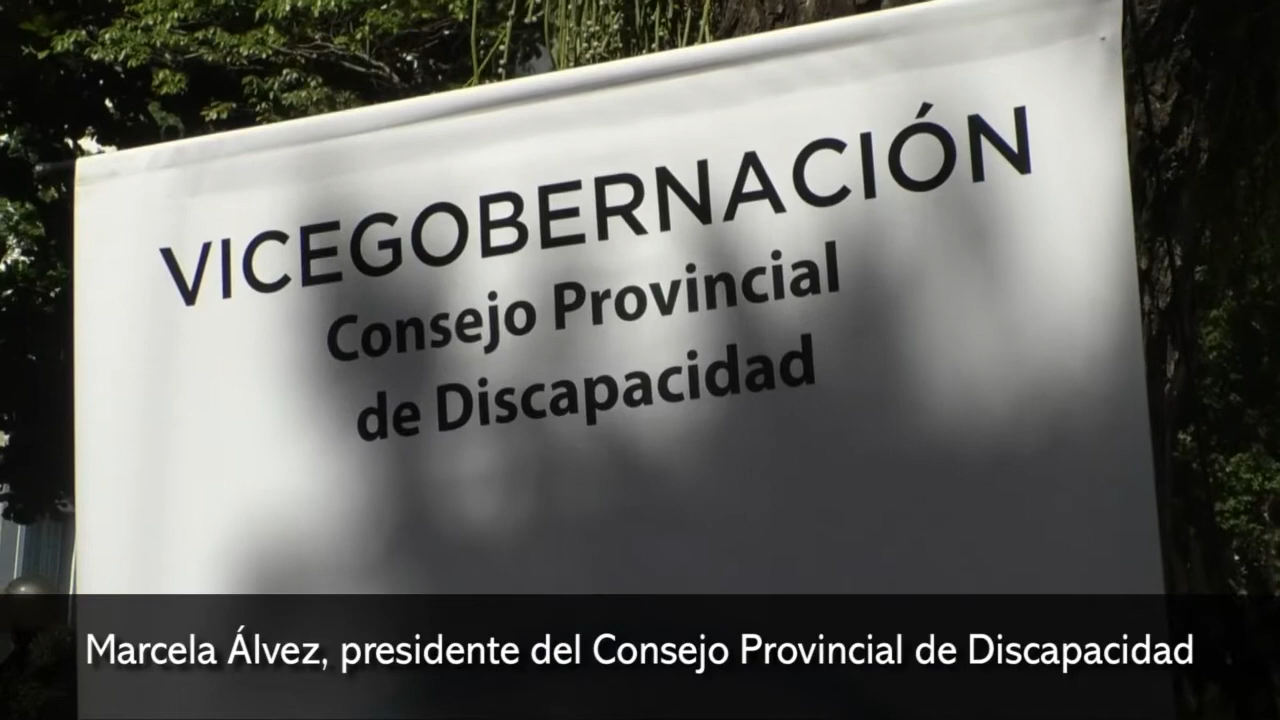 VICEGOBERNACIÓN
Consejo Provincial
de Discapacidad
Marcela Álvez, presidente del Consejo Provincial de Discapacidad